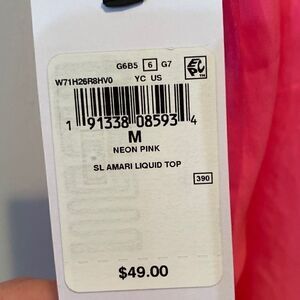 G6B5 6 G7
W71H26R8HV0 YC US
1 91338 08593 4
M
NEON PINK
SL AMARI LIQUID TOP
390
$49.00